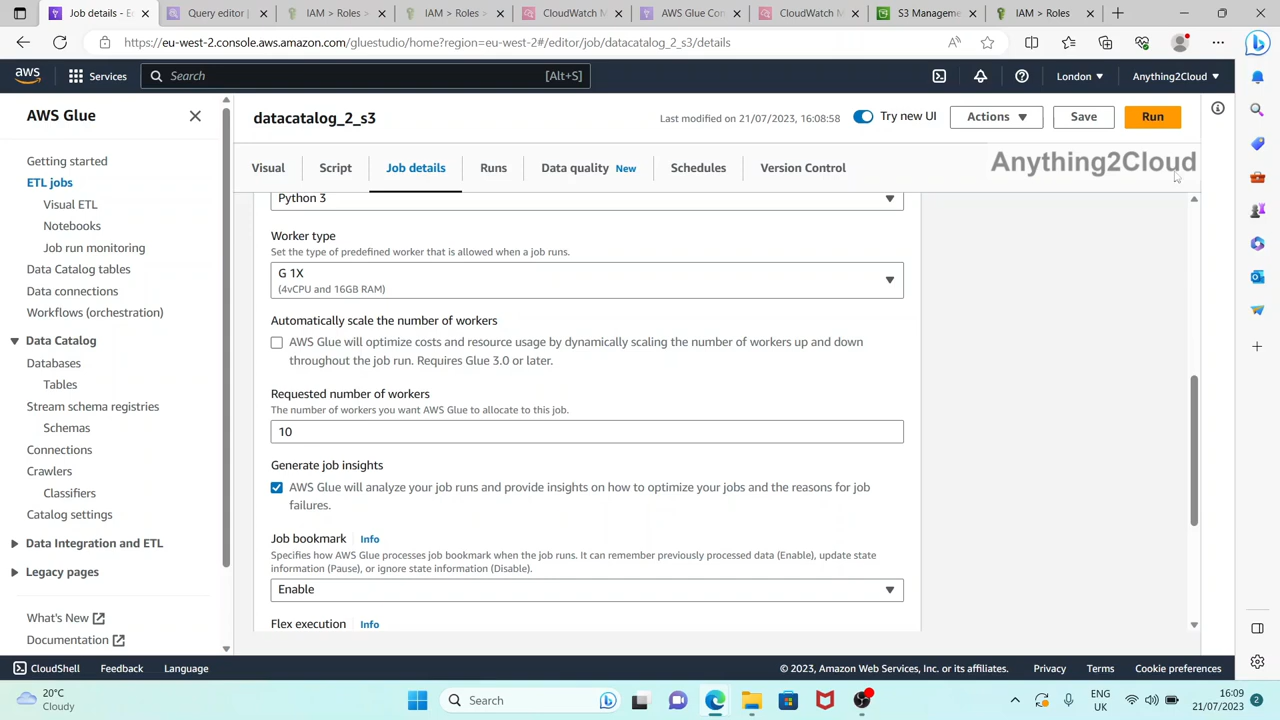 Job details - E
Query editor |
IAM > Roles >
IAM > Roles >
CloudWatch M
AWS Glue Con
CloudWatch M
S3 Manageme
IAM > Roles
https://eu-west-2.console.aws.amazon.com/gluestudio/home?region=eu-west-2#/editor/job/datacatalog_2_s3/details
aws
Services
Search
[Alt+S]
London
Anything2Cloud
AWS Glue
Getting started
ETL jobs
Visual ETL
Notebooks
Job run monitoring
Data Catalog tables
Data connections
Workflows (orchestration)
Data Catalog
Databases
Tables
Stream schema registries
Schemas
Connections
Crawlers
Classifiers
Catalog settings
Data Integration and ETL
Legacy pages
What's New
Documentation
datacatalog_2_s3
Last modified on 21/07/2023, 16:08:58
Try new UI
Actions
Save
Run
Visual
Script
Job details
Runs
Data quality New
Schedules
Version Control
Anything2Cloud
Python 3
Worker type
Set the type of predefined worker that is allowed when a job runs.
G 1X
(4vCPU and 16GB RAM)
Automatically scale the number of workers
AWS Glue will optimize costs and resource usage by dynamically scaling the number of workers up and down
throughout the job run. Requires Glue 3.0 or later.
Requested number of workers
The number of workers you want AWS Glue to allocate to this job.
10
Generate job insights
AWS Glue will analyze your job runs and provide insights on how to optimize your jobs and the reasons for job
failures.
Job bookmark Info
Specifies how AWS Glue processes job bookmark when the job runs. It can remember previously processed data (Enable), update state
information (Pause), or ignore state information (Disable).
Enable
Flex execution Info
CloudShell
Feedback
Language
© 2023, Amazon Web Services, Inc. or its affiliates.
Privacy
Terms
Cookie preferences
20°C
Cloudy
Search
ENG
UK
16:09
21/07/2023
2